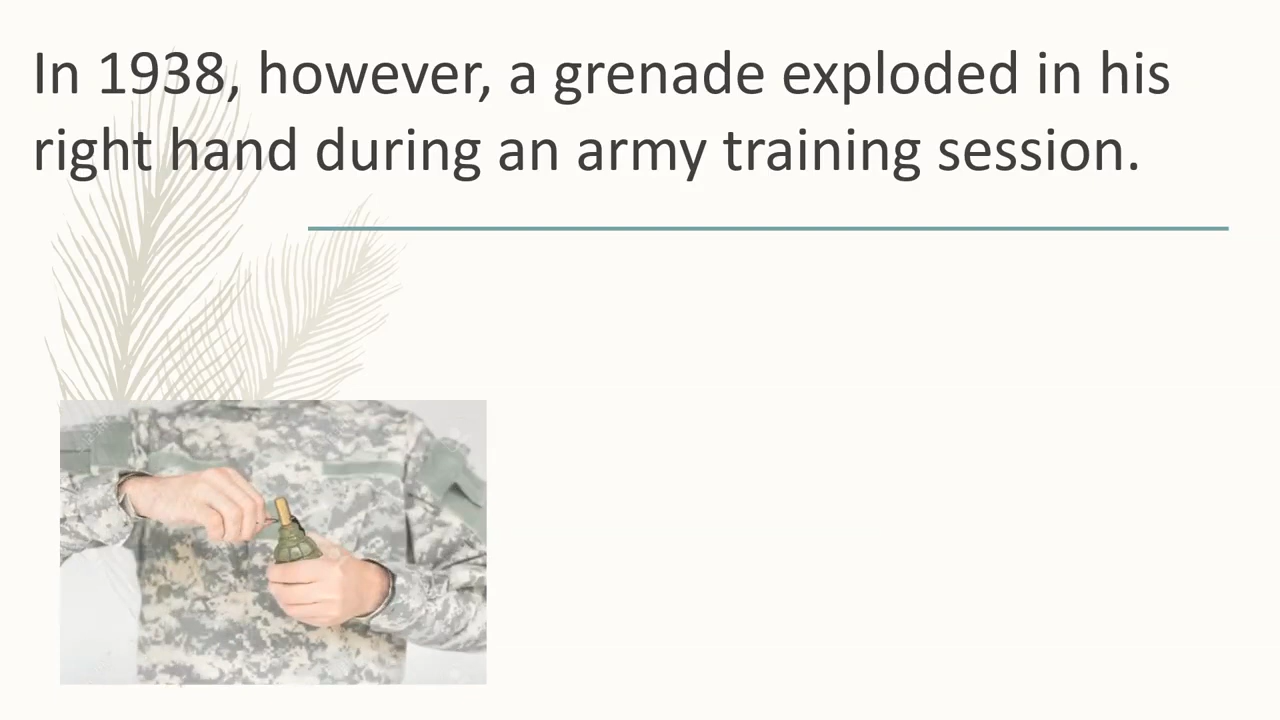 In 1938, however, a grenade exploded in his
right hand during an army training session.